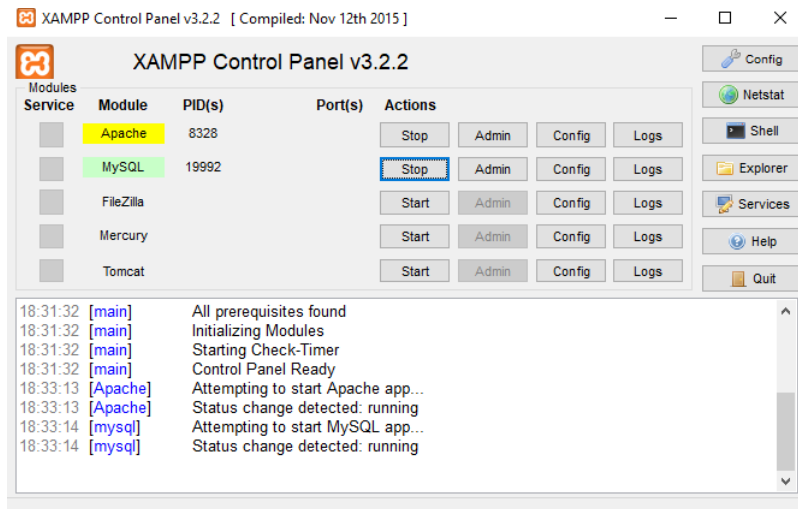 XAMPP Control Panel v3.2.2 [ Compiled: Nov 12th 2015 ]
XAMPP Control Panel v3.2.2
Config
Modules
Service Module PID(s) Port(s) Actions
Netstat
Apache 8328 Stop Admin Config Logs
Shell
MySQL 19992 Stop Admin Config Logs
Explorer
FileZilla Start Admin Config Logs
Services
Mercury Start Admin Config Logs
Help
Tomcat Start Admin Config Logs
Quit
18:31:32 [main] All prerequisites found
18:31:32 [main] Initializing Modules
18:31:32 [main] Starting Check-Timer
18:31:32 [main] Control Panel Ready
18:33:13 [Apache] Attempting to start Apache app...
18:33:13 [Apache] Status change detected: running
18:33:14 [mysql] Attempting to start MySQL app...
18:33:14 [mysql] Status change detected: running